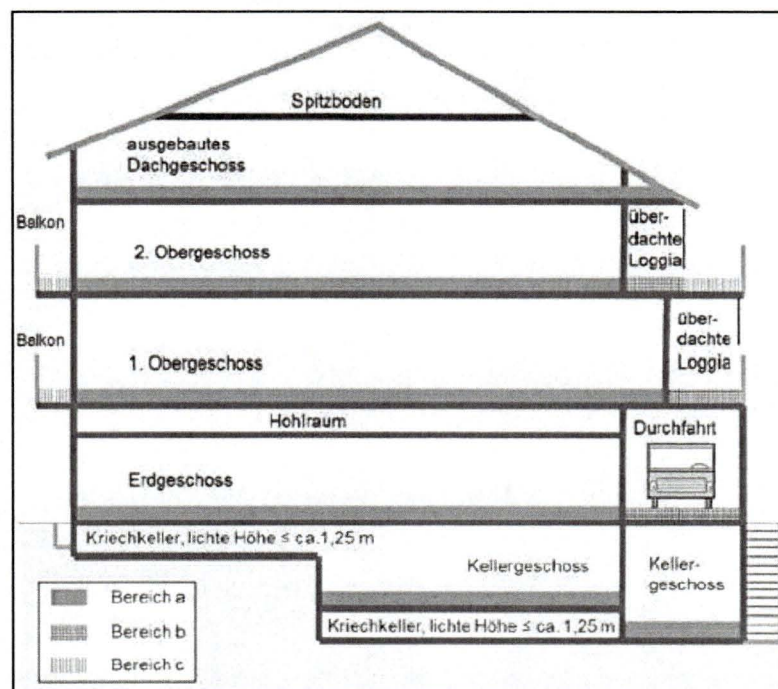 Spitzboden
ausgebautes
Dachgeschoss
Balkon
2. Obergeschoss
über-
dachte
Loggia
Balkon
1. Obergeschoss
über-
dachte
Loggia
Hohlraum
Durchfahrt
Erdgeschoss
Kriechkeller, lichte Höhe ≤ ca.1,25 m
Kellergeschoss
Keller-
geschoss
Kriechkeller, lichte Höhe ≤ ca. 1,25 m
Bereich a
Bereich b
Bereich c